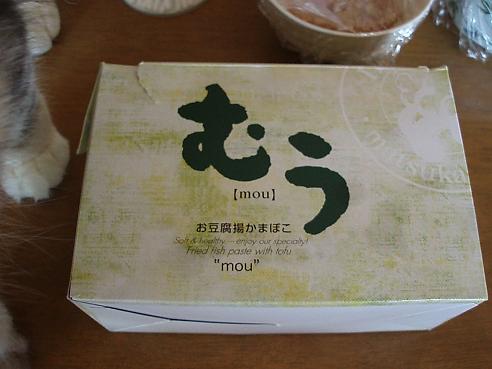 むう
【mou】
お豆腐揚かまぼこ
Soft & healthy --- enjoy our specialty!
Fried fish paste with tofu
"mou"